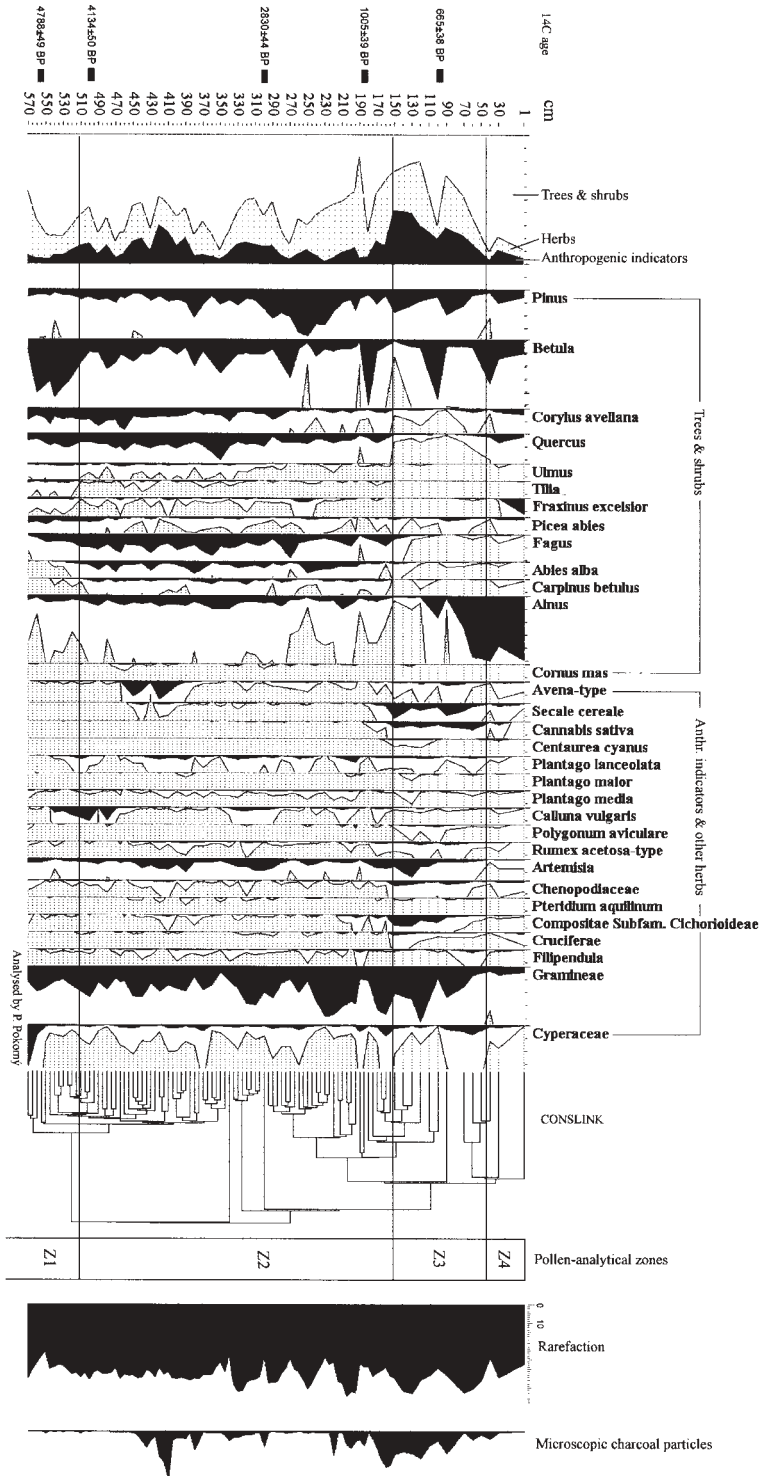 14C age
665±38 BP
1005±39 BP
2830±44 BP
4134±50 BP
4788±49 BP
cm
1
30
50
70
90
110
130
150
170
190
210
230
250
270
290
310
330
350
370
390
410
430
450
470
490
510
530
550
570
Trees & shrubs
Herbs
Anthropogenic indicators
Pinus
Betula
Corylus avellana
Quercus
Ulmus
Tilia
Fraxinus excelsior
Picea abies
Fagus
Abies alba
Carpinus betulus
Alnus
Cornus mas
Trees & shrubs
Avena-type
Secale cereale
Cannabis sativa
Centaurea cyanus
Plantago lanceolata
Plantago maior
Plantago media
Calluna vulgaris
Polygonum aviculare
Rumex acetosa-type
Artemisia
Chenopodiaceae
Pteridium aquilinum
Compositae Subfam. Cichorioideae
Cruciferae
Filipendula
Gramineae
Cyperaceae
Anthr. indicators & other herbs
Analysed by P. Pokorný
CONSLINK
Z1
Z2
Z3
Z4
Pollen-analytical zones
0
10
Rarefaction
Microscopic charcoal particles